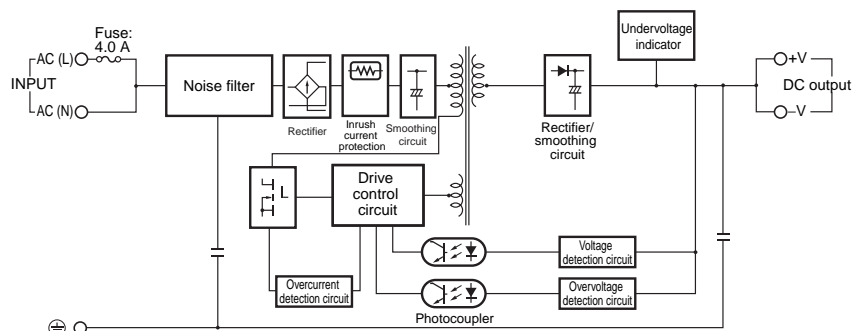 Fuse:
4.0 A
AC (L)
INPUT
AC (N)
Noise filter
Rectifier
Inrush
current
protection
Smoothing
circuit
Rectifier/
smoothing
circuit
Undervoltage
indicator
+V
DC output
–V
Drive
control
circuit
Overcurrent
detection circuit
Voltage
detection circuit
Overvoltage
detection circuit
Photocoupler